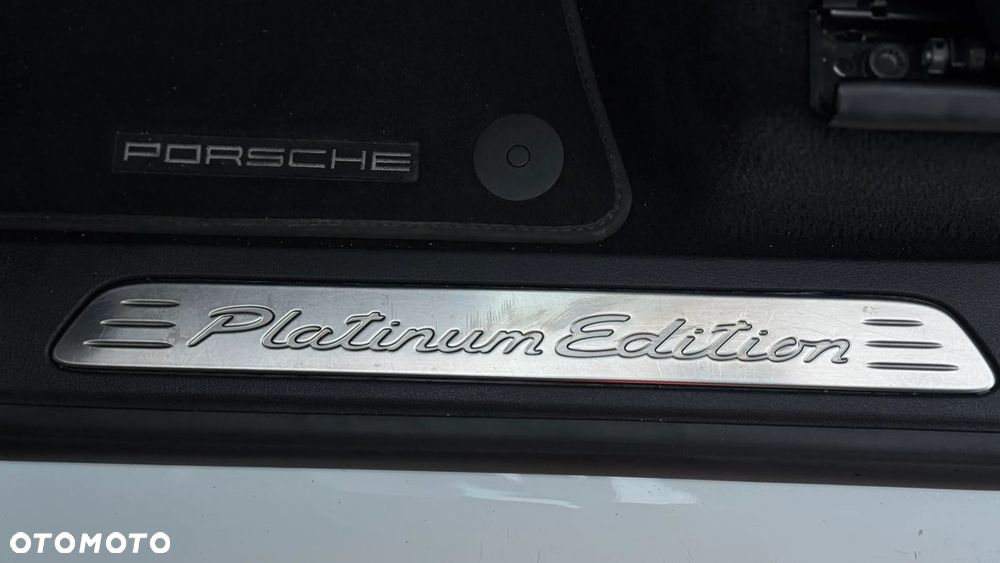 PORSCHE
Platinum Edition
OTOMOTO